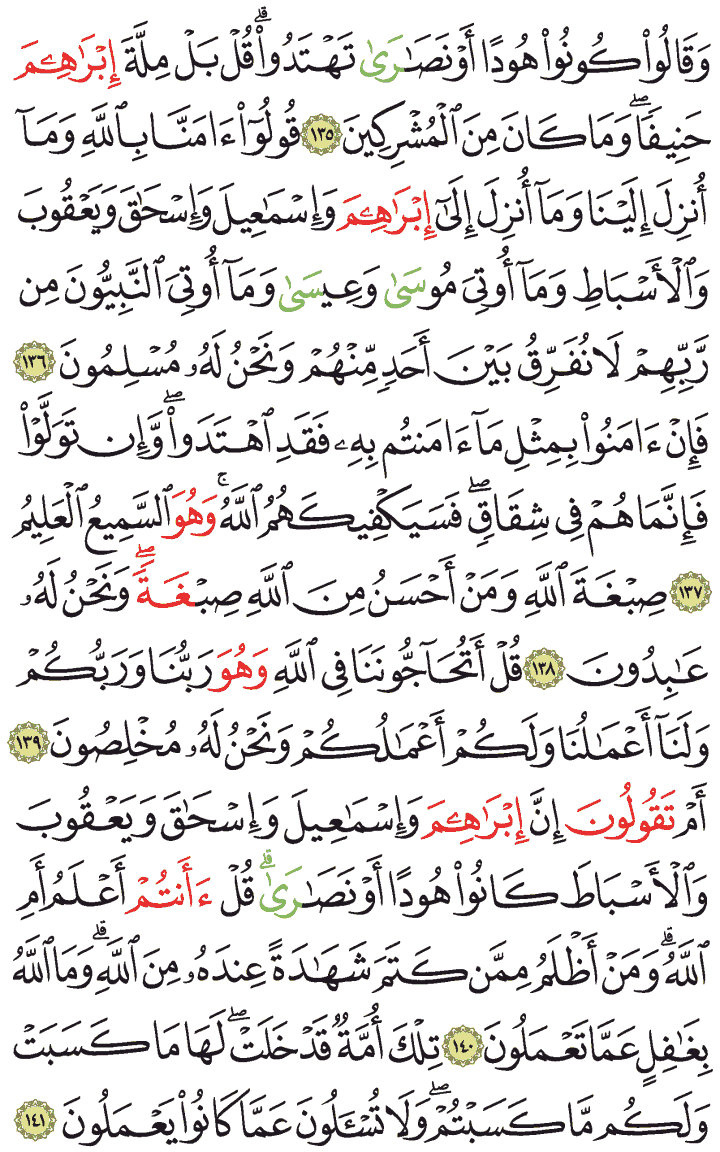 وَقَالُوا۟ كُونُوا۟ هُودًا أَوْ نَصَـٰرَىٰ تَهْتَدُوا۟ ۗ قُلْ بَلْ مِلَّةَ إِبْرَٰهِـۧمَ
حَنِيفًا ۖ وَمَا كَانَ مِنَ ٱلْمُشْرِكِينَ ١٣٥ قُولُوٓا۟ ءَامَنَّا بِٱللَّهِ وَمَآ
أُنزِلَ إِلَيْنَا وَمَآ أُنزِلَ إِلَىٰٓ إِبْرَٰهِـۧمَ وَإِسْمَـٰعِيلَ وَإِسْحَـٰقَ وَيَعْقُوبَ
وَٱلْأَسْبَاطِ وَمَآ أُوتِىَ مُوسَىٰ وَعِيسَىٰ وَمَآ أُوتِىَ ٱلنَّبِيُّونَ مِن
رَّبِّهِمْ لَا نُفَرِّقُ بَيْنَ أَحَدٍ مِّنْهُمْ وَنَحْنُ لَهُۥ مُسْلِمُونَ ١٣٦
فَإِنْ ءَامَنُوا۟ بِمِثْلِ مَآ ءَامَنتُم بِهِۦ فَقَدِ ٱهْتَدَوا۟ ۖ وَّإِن تَوَلَّوْا۟
فَإِنَّمَا هُمْ فِى شِقَاقٍ ۖ فَسَيَكْفِيكَهُمُ ٱللَّهُ ۚ وَهُوَ ٱلسَّمِيعُ ٱلْعَلِيمُ
١٣٧ صِبْغَةَ ٱللَّهِ وَمَنْ أَحْسَنُ مِنَ ٱللَّهِ صِبْغَةً ۖ وَنَحْنُ لَهُۥ
عَـٰبِدُونَ ١٣٨ قُلْ أَتُحَآجُّونَنَا فِى ٱللَّهِ وَهُوَ رَبُّنَا وَرَبُّكُمْ
وَلَنَآ أَعْمَـٰلُنَا وَلَكُمْ أَعْمَـٰلُكُمْ وَنَحْنُ لَهُۥ مُخْلِصُونَ ١٣٩
أَمْ تَقُولُونَ إِنَّ إِبْرَٰهِـۧمَ وَإِسْمَـٰعِيلَ وَإِسْحَـٰقَ وَيَعْقُوبَ
وَٱلْأَسْبَاطَ كَانُوا۟ هُودًا أَوْ نَصَـٰرَىٰ ۗ قُلْ ءَأَنتُمْ أَعْلَمُ أَمِ
ٱللَّهُ ۗ وَمَنْ أَظْلَمُ مِمَّن كَتَمَ شَهَـٰدَةً عِندَهُۥ مِنَ ٱللَّهِ ۗ وَمَا ٱللَّهُ
بِغَـٰفِلٍ عَمَّا تَعْمَلُونَ ١٤٠ تِلْكَ أُمَّةٌ قَدْ خَلَتْ ۖ لَهَا مَا كَسَبَتْ
وَلَكُم مَّا كَسَبْتُمْ ۖ وَلَا تُسْـَٔلُونَ عَمَّا كَانُوا۟ يَعْمَلُونَ ١٤١